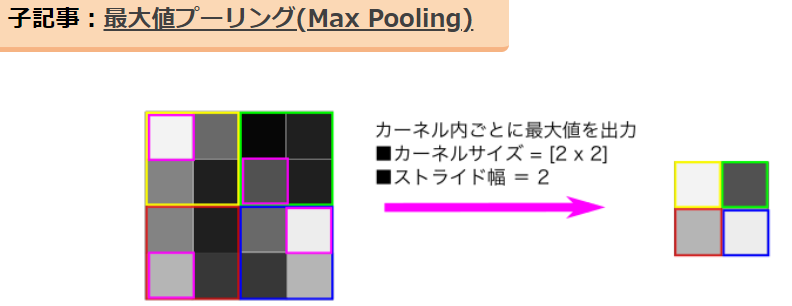 子記事：最大値プーリング(Max Pooling)
カーネル内ごとに最大値を出力
■カーネルサイズ = [2 x 2]
■ストライド幅 ＝ 2